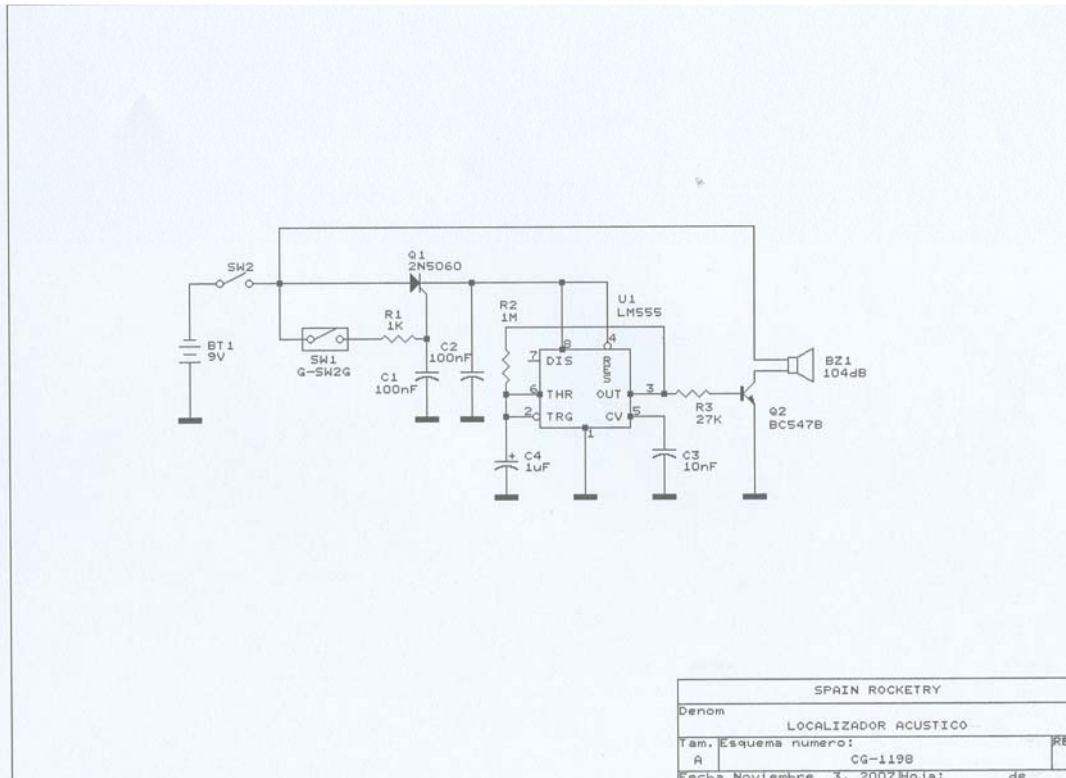 SW2
Q1
2N5060
BT1
9V
SW1
G-SW2G
R1
1K
C1
100nF
C2
100nF
R2
1M
U1
LM555
7
8
4
DIS
RES
6
THR
OUT
3
2
TRG
CV
5
1
C4
+
1uF
R3
27K
C3
10nF
Q2
BC547B
BZ1
104dB
SPAIN ROCKETRY
Denom
LOCALIZADOR ACUSTICO
Tam.
Esquema numero:
RE
A
CG-1198
Fecha Noviembre 3, 2007
Hoja:
de